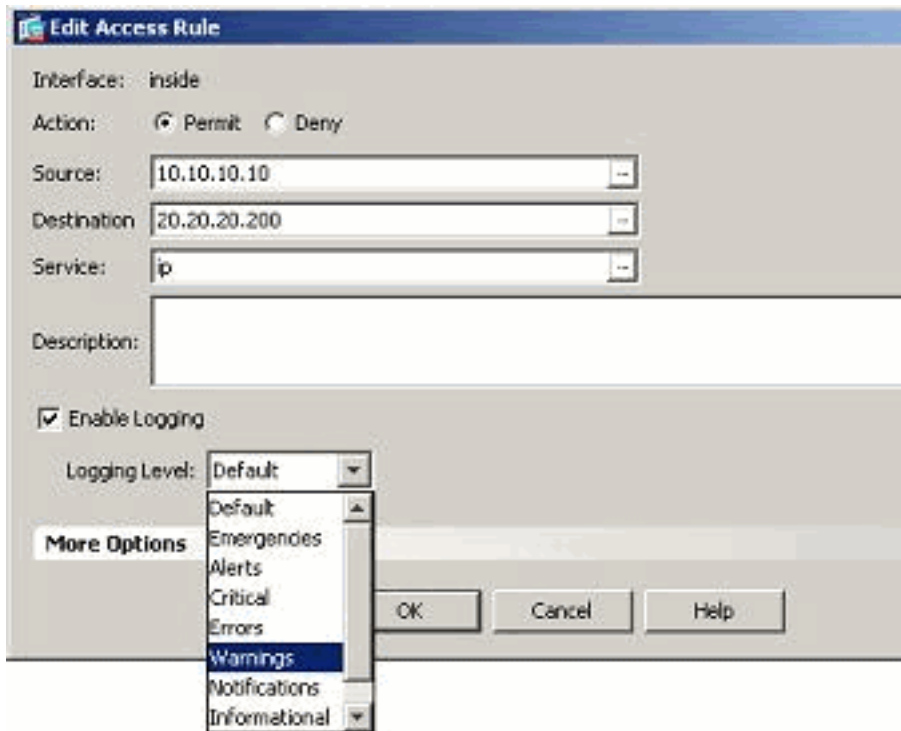 Edit Access Rule
Interface: inside
Action: Permit Deny
Source: 10.10.10.10 ...
Destination 20.20.20.200 ...
Service: ip ...
Description:
Enable Logging
Logging Level: Default
Default
Emergencies
Alerts
Critical
Errors
Warnings
Notifications
Informational
More Options
OK Cancel Help